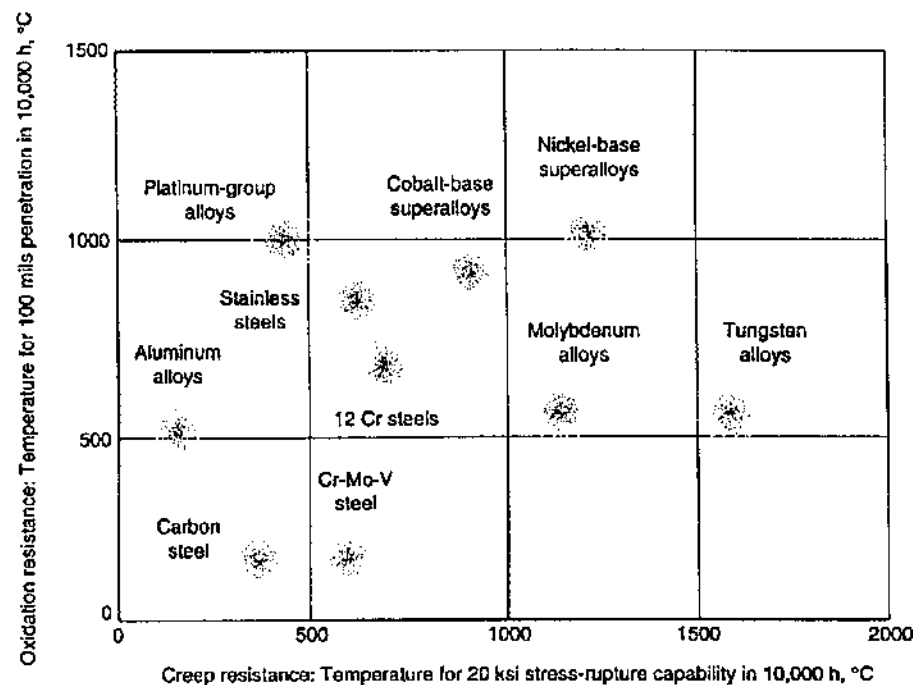 Oxidation resistance: Temperature for 100 mils penetration in 10,000 h, °C
1500
Nickel-base
superalloys
Platinum-group
alloys
Cobalt-base
superalloys
1000
Stainless
steels
Aluminum
alloys
Molybdenum
alloys
Tungsten
alloys
12 Cr steels
500
Cr-Mo-V
steel
Carbon
steel
0
0 500 1000 1500 2000
Creep resistance: Temperature for 20 ksi stress-rupture capability in 10,000 h, °C